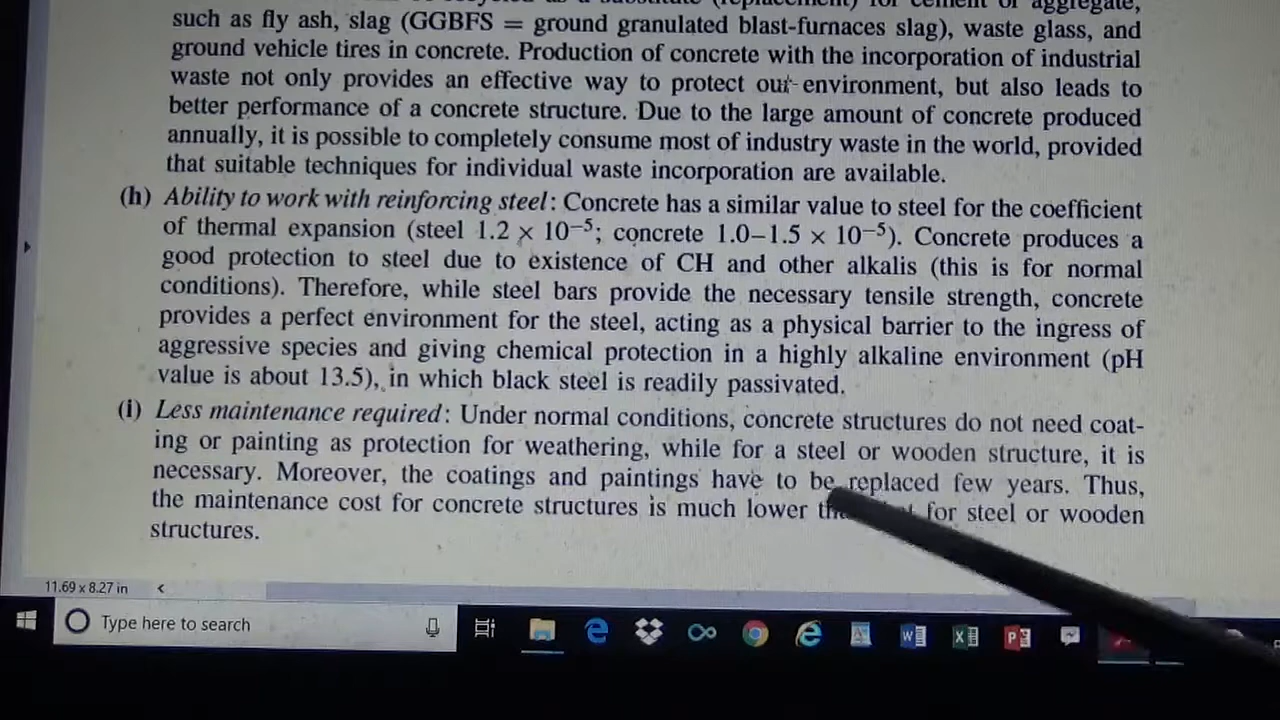 such as fly ash, slag (GGBFS = ground granulated blast-furnaces slag), waste glass, and
ground vehicle tires in concrete. Production of concrete with the incorporation of industrial
waste not only provides an effective way to protect our environment, but also leads to
better performance of a concrete structure. Due to the large amount of concrete produced
annually, it is possible to completely consume most of industry waste in the world, provided
that suitable techniques for individual waste incorporation are available.
(h) Ability to work with reinforcing steel: Concrete has a similar value to steel for the coefficient
of thermal expansion (steel 1.2 × 10−5; concrete 1.0–1.5 × 10−5). Concrete produces a
good protection to steel due to existence of CH and other alkalis (this is for normal
conditions). Therefore, while steel bars provide the necessary tensile strength, concrete
provides a perfect environment for the steel, acting as a physical barrier to the ingress of
aggressive species and giving chemical protection in a highly alkaline environment (pH
value is about 13.5), in which black steel is readily passivated.
(i) Less maintenance required: Under normal conditions, concrete structures do not need coat-
ing or painting as protection for weathering, while for a steel or wooden structure, it is
necessary. Moreover, the coatings and paintings have to be replaced few years. Thus,
the maintenance cost for concrete structures is much lower for steel or wooden
structures.
11.69 x 8.27 in
Type here to search